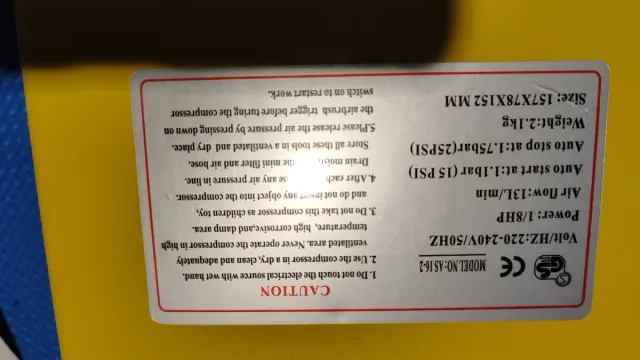 CAUTION
1. Do not touch the electrical source with wet hand.
2. Use the compressor in a dry, clean and adequately
ventilated area. Never operate the compressor in high
temperature, high corrosive,and damp area.
3. Do not take this compressor as children toy,
and do not insert any object into the compressor.
4. After each use any air pressure in line.
Drain the mini filter and air hose.
Store all these tools in a ventilated and dry place.
5.Please release the air pressure by pressing down on
the airbrush trigger before turing the compressor
switch on to restart work.
GS
CE
MODEL NO: AS16-2
Volt/HZ:220-240V/50HZ
Power: 1/8HP
Air flow:13L/min
Auto start at:1.1bar (15 PSI)
Auto stop at:1.75bar(25PSI)
Weight:2.1kg
Size: 157X78X152 MM